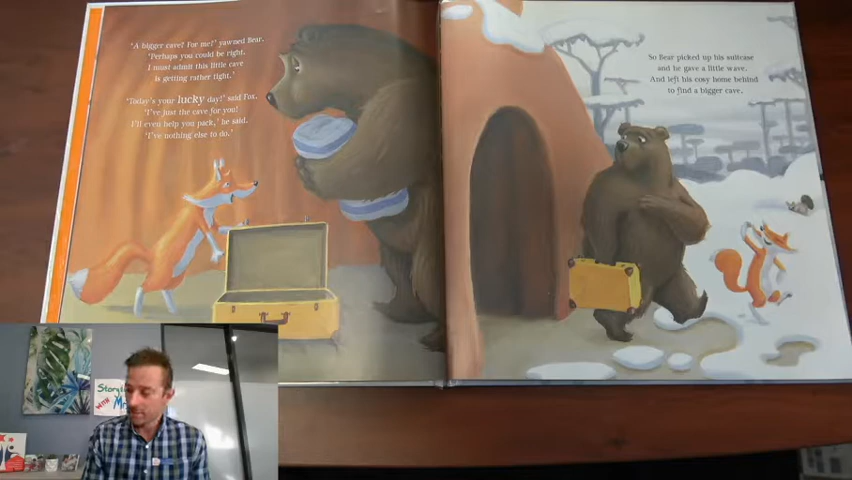 'A bigger cave? For me?' yawned Bear.
'Perhaps you could be right.
I must admit this little cave
is getting rather tight.'
'Today's your lucky day!' said Fox.
'I've just the cave for you!
I'll even help you pack,' he said.
'I've nothing else to do.'
So Bear picked up his suitcase
and he gave a little wave.
And left his cosy home behind
to find a bigger cave.
with